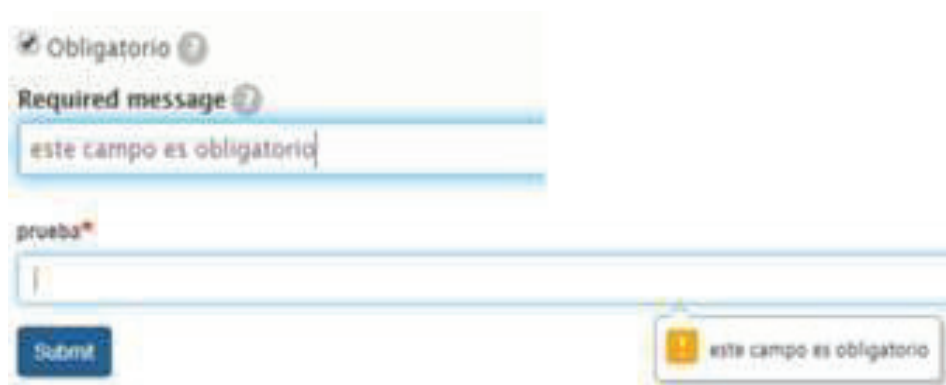 Obligatorio ?
Required message ?
este campo es obligatorio
prueba*
Submit
! este campo es obligatorio